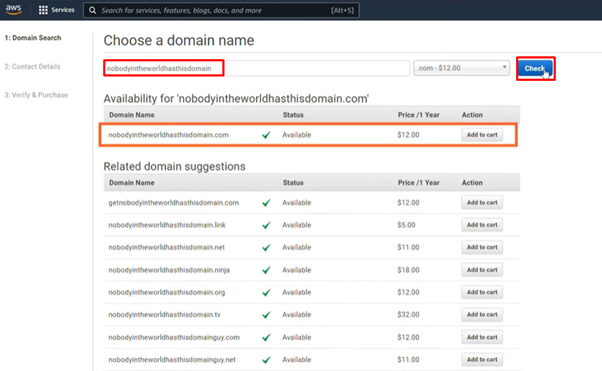 aws Services Search for services, features, blogs, docs, and more [Alt+S]
1: Domain Search
2: Contact Details
3: Verify & Purchase
Choose a domain name
nobodyintheworldhasthisdomain .com - $12.00 Check
Availability for 'nobodyintheworldhasthisdomain.com'
Domain Name Status Price /1 Year Action
nobodyintheworldhasthisdomain.com Available $12.00 Add to cart
Related domain suggestions
Domain Name Status Price /1 Year Action
getnobodyintheworldhasthisdomain.com Available $12.00 Add to cart
nobodyintheworldhasthisdomain.link Available $5.00 Add to cart
nobodyintheworldhasthisdomain.net Available $11.00 Add to cart
nobodyintheworldhasthisdomain.ninja Available $18.00 Add to cart
nobodyintheworldhasthisdomain.org Available $12.00 Add to cart
nobodyintheworldhasthisdomain.tv Available $32.00 Add to cart
nobodyintheworldhasthisdomainguy.com Available $12.00 Add to cart
nobodyintheworldhasthisdomainguy.net Available $11.00 Add to cart